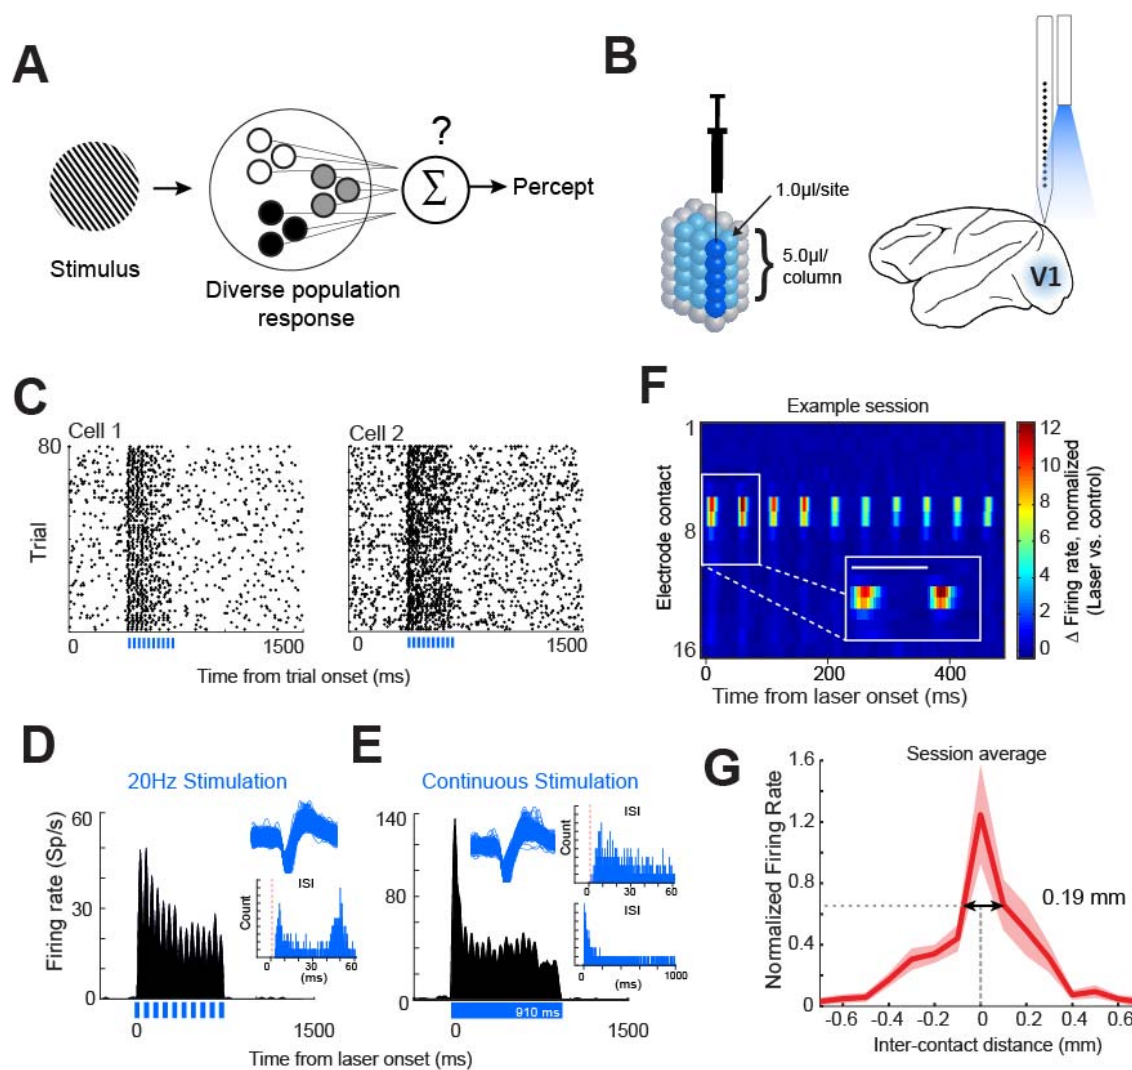 A
Stimulus
Diverse population
response
?
Σ
Percept
B
1.0µl/site
5.0µl/
column
V1
C
Cell 1
Cell 2
80
Trial
0
1500
0
1500
Time from trial onset (ms)
F
Example session
1
8
16
Electrode contact
0
200
400
Time from laser onset (ms)
12
10
8
6
4
2
0
Δ Firing rate, normalized
(Laser vs. control)
D
20Hz Stimulation
60
40
20
0
Firing rate (Sp/s)
ISI
Count
0
30
60
(ms)
0
1500
E
Continuous Stimulation
140
80
40
0
ISI
Count
0
30
60
(ms)
ISI
0
1000
(ms)
910 ms
0
1500
Time from laser onset (ms)
G
Session average
1.6
1.2
0.8
0.4
0
Normalized Firing Rate
0.19 mm
-0.6
-0.4
-0.2
0
0.2
0.4
0.6
Inter-contact distance (mm)